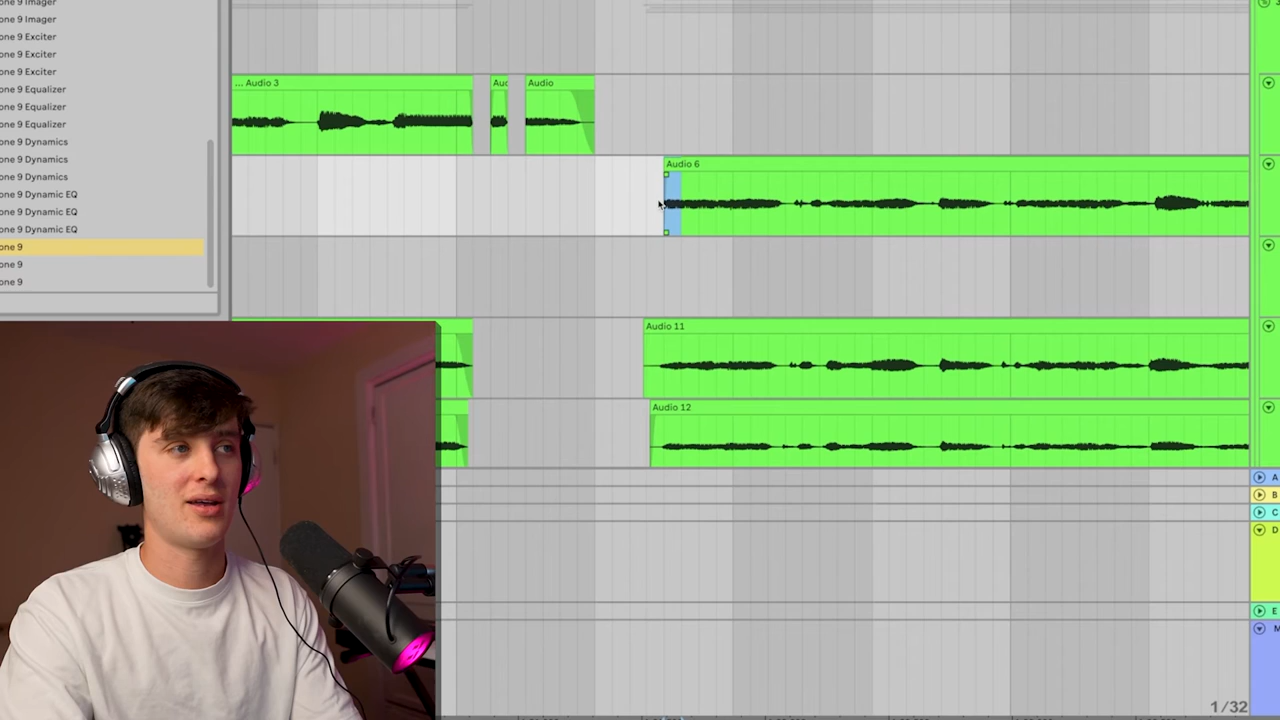 one 9 Imager
one 9 Imager
one 9 Exciter
one 9 Exciter
one 9 Exciter
one 9 Equalizer
one 9 Equalizer
one 9 Equalizer
one 9 Dynamics
one 9 Dynamics
one 9 Dynamics
one 9 Dynamic EQ
one 9 Dynamic EQ
one 9 Dynamic EQ
one 9
one 9
one 9
... Audio 3
Aud
Audio
Audio 6
Audio 11
Audio 12
A
B
C
D
E
M
1/32